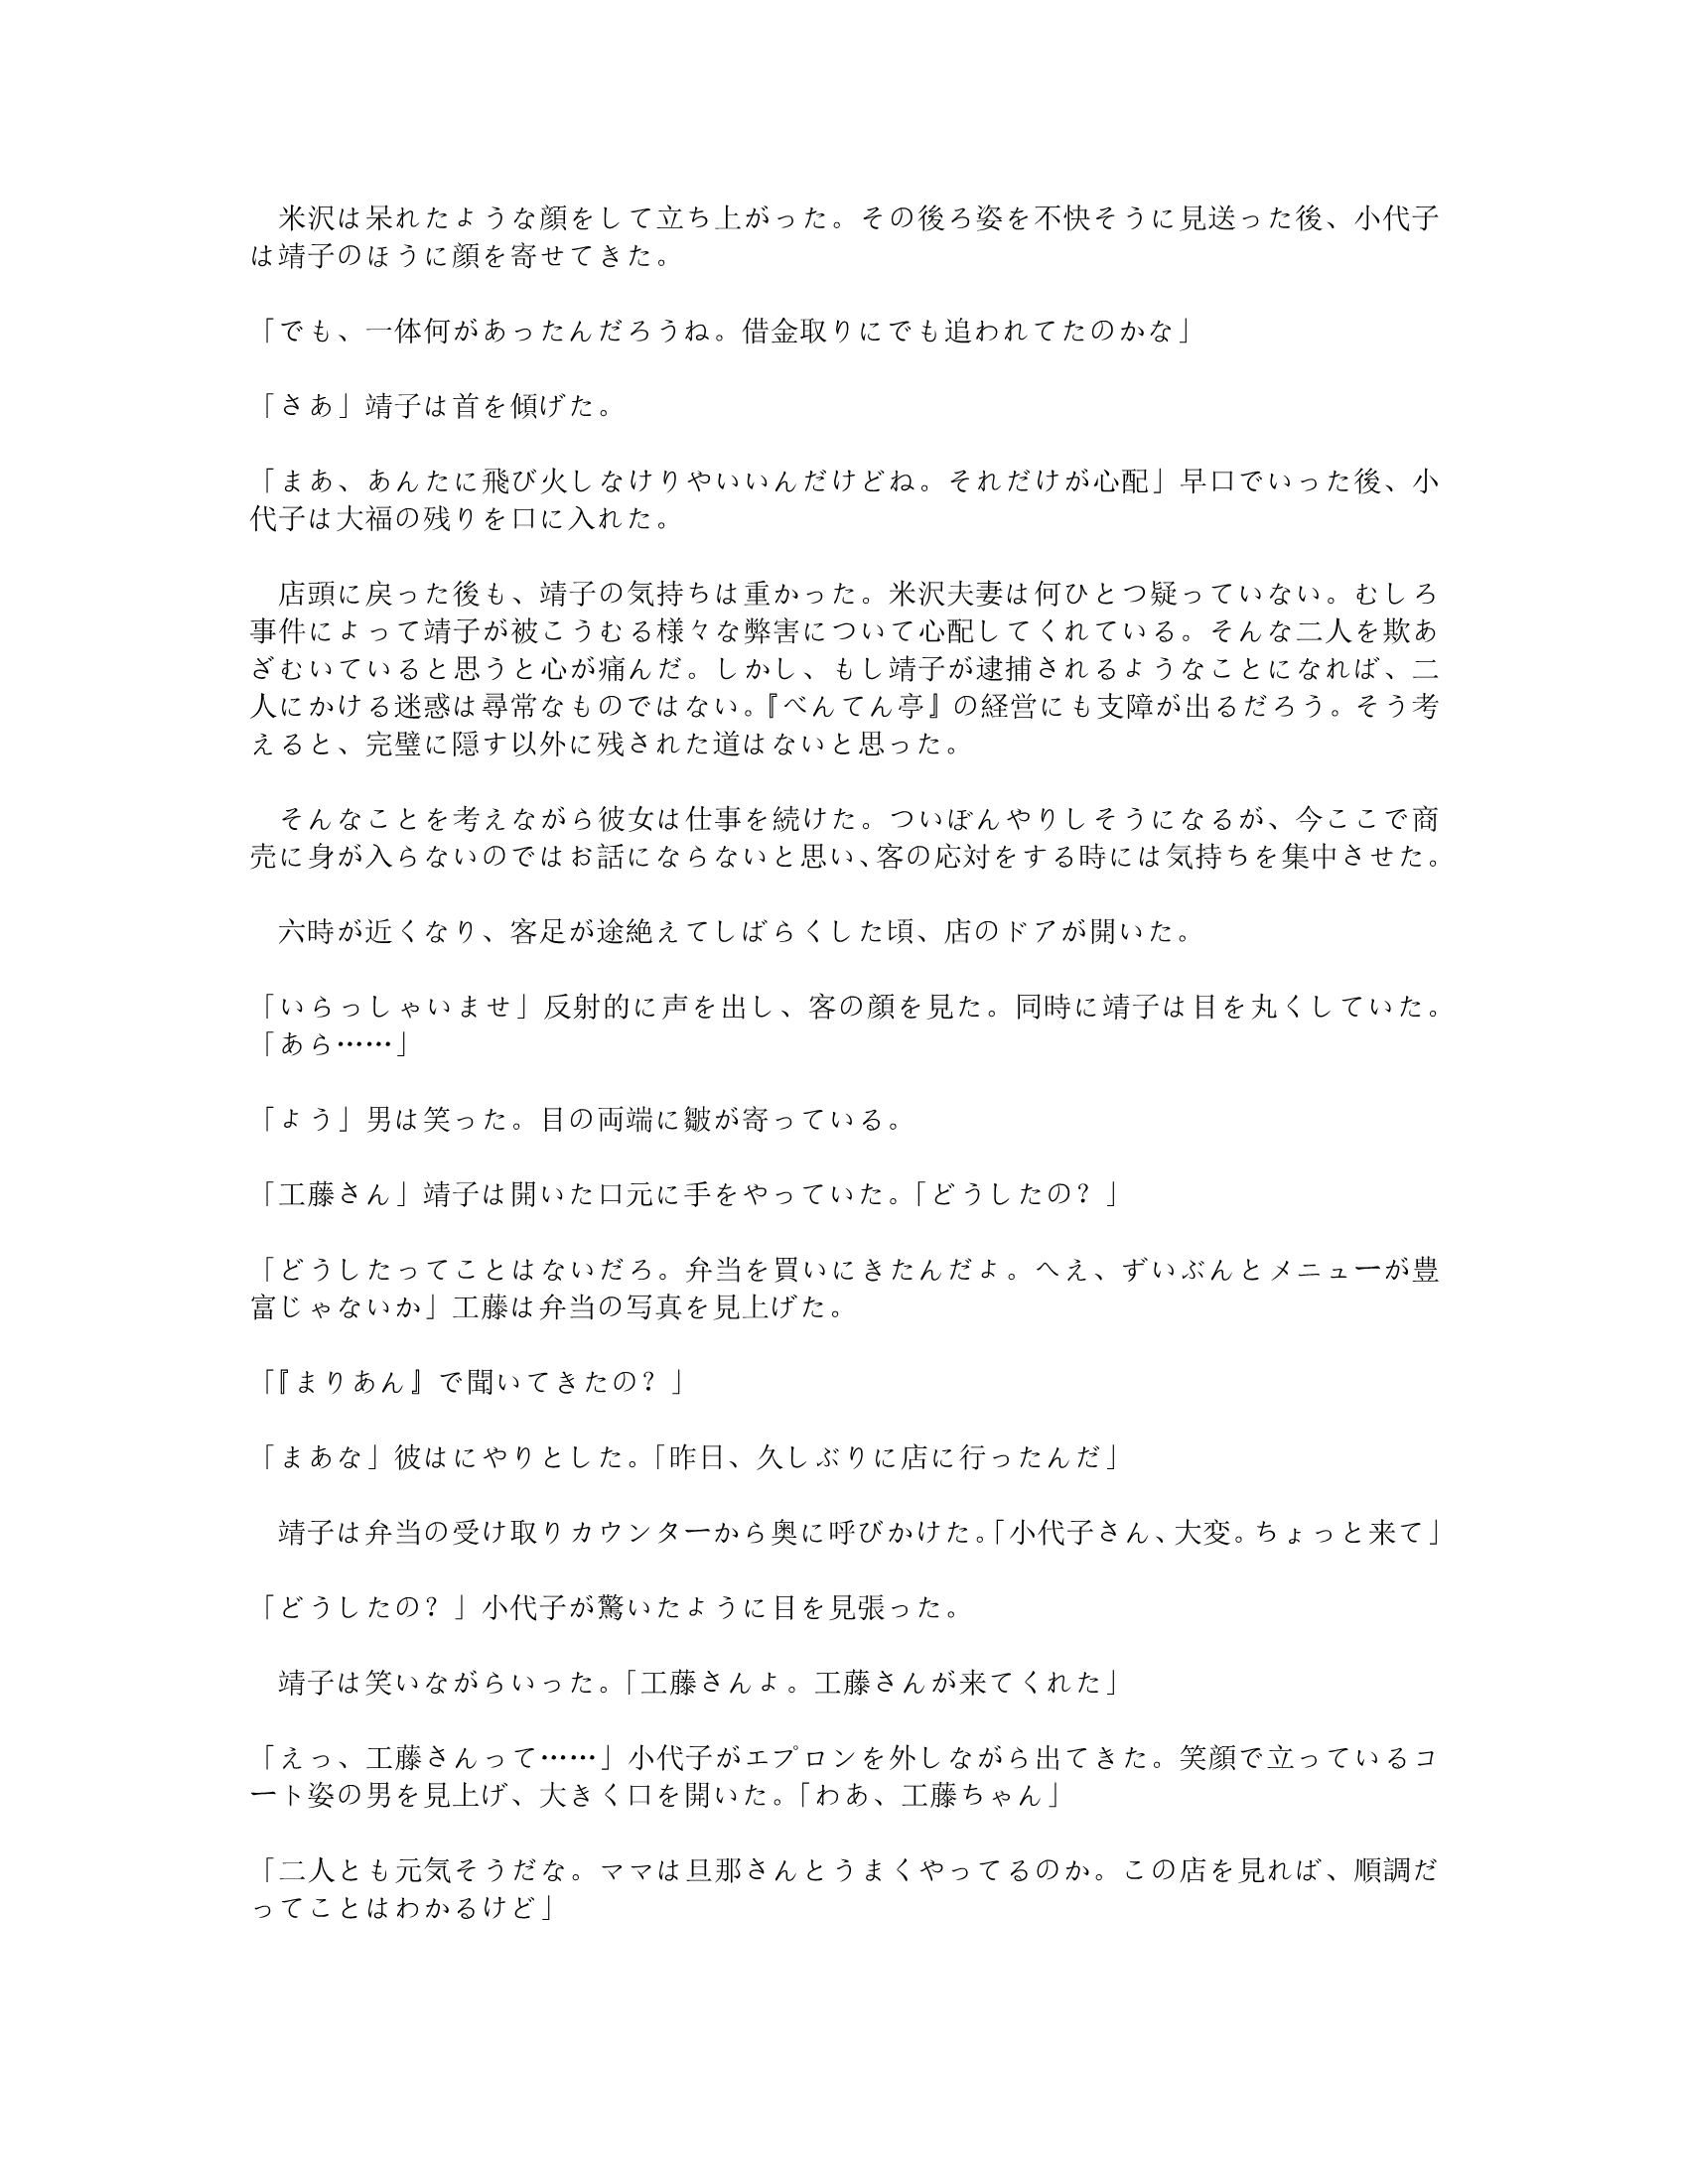 米沢は呆れたような顔をして立ち上がった。その後ろ姿を不快そうに見送った後、小代子
は靖子のほうに顔を寄せてきた。
「でも、一体何があったんだろうね。借金取りにでも追われてたのかな」
「さあ」靖子は首を傾げた。
「まあ、あんたに飛び火しなけりやいいんだけどね。それだけが心配」早口でいった後、小
代子は大福の残りを口に入れた。
　店頭に戻った後も、靖子の気持ちは重かった。米沢夫妻は何ひとつ疑っていない。むしろ
事件によって靖子が被こうむる様々な弊害について心配してくれている。そんな二人を欺あ
ざむいていると思うと心が痛んだ。しかし、もし靖子が逮捕されるようなことになれば、二
人にかける迷惑は尋常なものではない。『べんてん亭』の経営にも支障が出るだろう。そう考
えると、完璧に隠す以外に残された道はないと思った。
　そんなことを考えながら彼女は仕事を続けた。ついぼんやりしそうになるが、今ここで商
売に身が入らないのではお話にならないと思い、客の応対をする時には気持ちを集中させた。
　六時が近くなり、客足が途絶えてしばらくした頃、店のドアが開いた。
「いらっしゃいませ」反射的に声を出し、客の顔を見た。同時に靖子は目を丸くしていた。
「あら……」
「よう」男は笑った。目の両端に皺が寄っている。
「工藤さん」靖子は開いた口元に手をやっていた。「どうしたの？」
「どうしたってことはないだろ。弁当を買いにきたんだよ。へえ、ずいぶんとメニューが豊
富じゃないか」工藤は弁当の写真を見上げた。
「『まりあん』で聞いてきたの？」
「まあな」彼はにやりとした。「昨日、久しぶりに店に行ったんだ」
　靖子は弁当の受け取りカウンターから奥に呼びかけた。「小代子さん、大変。ちょっと来て」
「どうしたの？」小代子が驚いたように目を見張った。
　靖子は笑いながらいった。「工藤さんよ。工藤さんが来てくれた」
「えっ、工藤さんって……」小代子がエプロンを外しながら出てきた。笑顔で立っているコ
ート姿の男を見上げ、大きく口を開いた。「わあ、工藤ちゃん」
「二人とも元気そうだな。ママは旦那さんとうまくやってるのか。この店を見れば、順調だ
ってことはわかるけど」